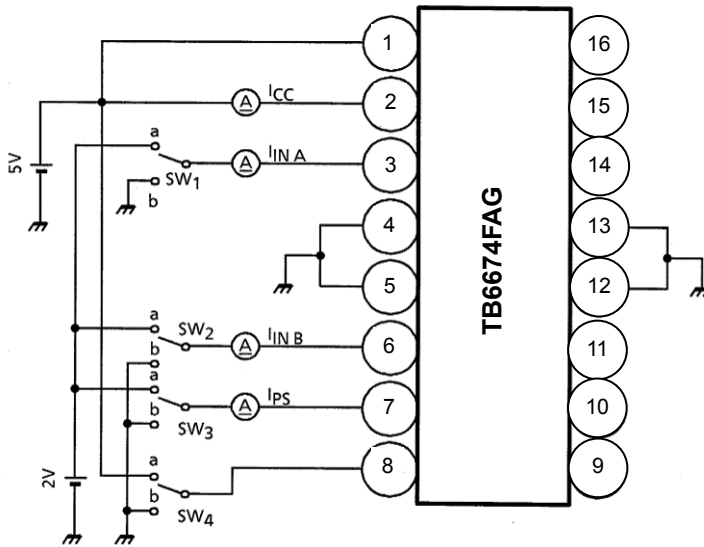 1
16
A
ICC
2
15
5V
a
A
IIN A
3
14
SW1
b
4
13
TB6674FAG
5
12
a
SW2
b
A
IIN B
6
11
a
b
A
IPS
7
10
SW3
2V
a
b
8
9
SW4